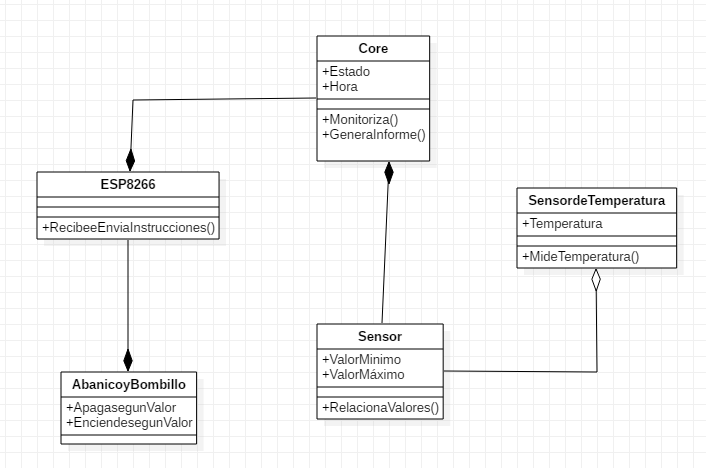 Core
+Estado
+Hora
+Monitoriza()
+GeneraInforme()
ESP8266
+RecibeeEnviaInstrucciones()
SensordeTemperatura
+Temperatura
+MideTemperatura()
Sensor
+ValorMinimo
+ValorMáximo
+RelacionaValores()
AbanicoyBombillo
+ApagasegunValor
+EnciendesegunValor